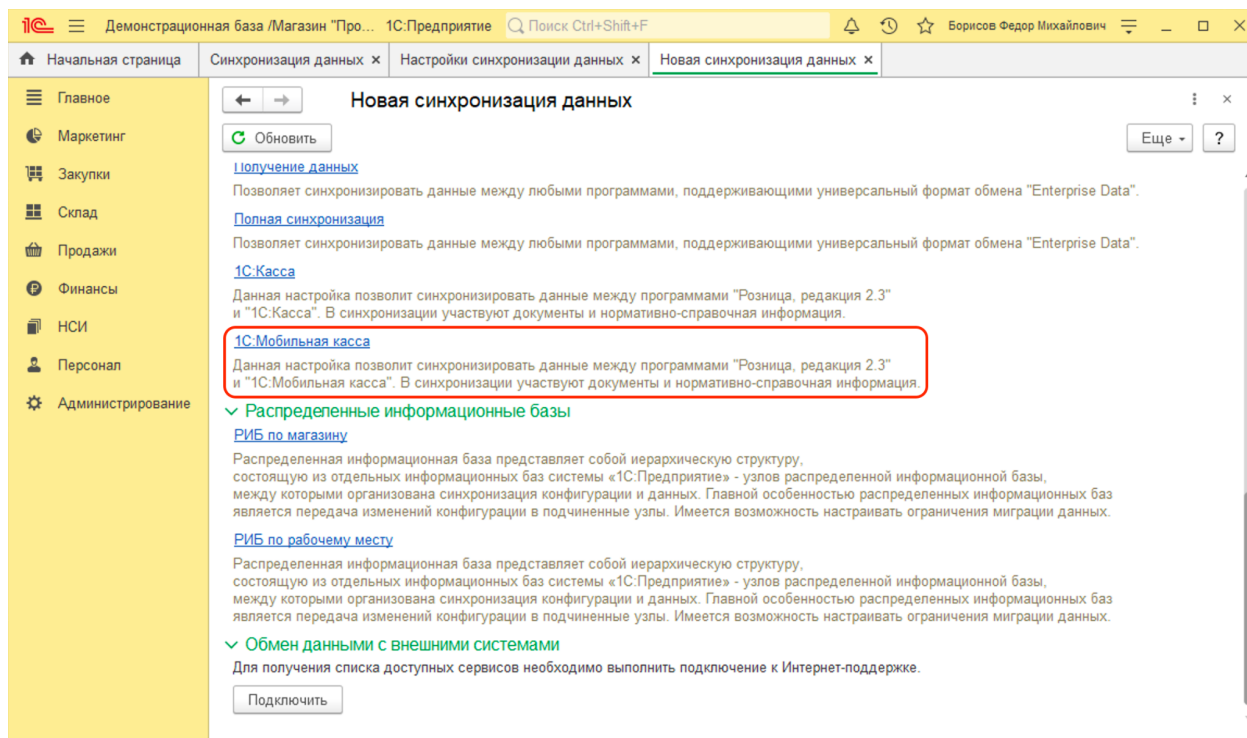 1С Демонстрационная база /Магазин "Про... 1С:Предприятие Поиск Ctrl+Shift+F Борисов Федор Михайлович
Начальная страница Синхронизация данных × Настройки синхронизации данных × Новая синхронизация данных ×
Главное
Маркетинг
Закупки
Склад
Продажи
Финансы
НСИ
Персонал
Администрирование
Новая синхронизация данных
Обновить Еще ?
Получение данных
Позволяет синхронизировать данные между любыми программами, поддерживающими универсальный формат обмена "Enterprise Data".
Полная синхронизация
Позволяет синхронизировать данные между любыми программами, поддерживающими универсальный формат обмена "Enterprise Data".
1С:Касса
Данная настройка позволит синхронизировать данные между программами "Розница, редакция 2.3"
и "1С:Касса". В синхронизации участвуют документы и нормативно-справочная информация.
1С:Мобильная касса
Данная настройка позволит синхронизировать данные между программами "Розница, редакция 2.3"
и "1С:Мобильная касса". В синхронизации участвуют документы и нормативно-справочная информация.
Распределенные информационные базы
РИБ по магазину
Распределенная информационная база представляет собой иерархическую структуру,
состоящую из отдельных информационных баз системы «1С:Предприятие» - узлов распределенной информационной базы,
между которыми организована синхронизация конфигурации и данных. Главной особенностью распределенных информационных баз
является передача изменений конфигурации в подчиненные узлы. Имеется возможность настраивать ограничения миграции данных.
РИБ по рабочему месту
Распределенная информационная база представляет собой иерархическую структуру,
состоящую из отдельных информационных баз системы «1С:Предприятие» - узлов распределенной информационной базы,
между которыми организована синхронизация конфигурации и данных. Главной особенностью распределенных информационных баз
является передача изменений конфигурации в подчиненные узлы. Имеется возможность настраивать ограничения миграции данных.
Обмен данными с внешними системами
Для получения списка доступных сервисов необходимо выполнить подключение к Интернет-поддержке.
Подключить